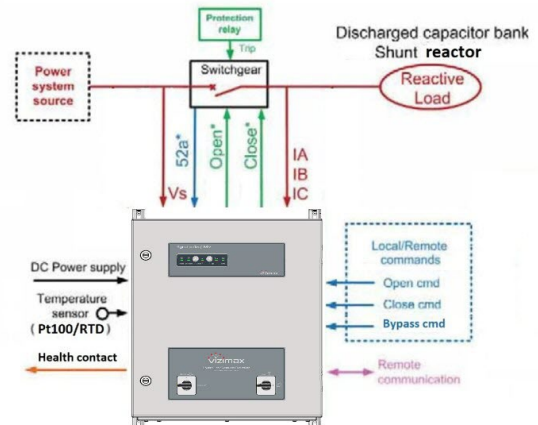 Protection
relay
Trip
Discharged capacitor bank
Shunt reactor
Power
system
source
Switchgear
Reactive
Load
52a*
Open*
Close*
IA
IB
IC
Vs
DC Power supply
Temperature
sensor
( Pt100/RTD)
Health contact
Local/Remote
commands
Open cmd
Close cmd
Bypass cmd
Remote
communication
vizimax